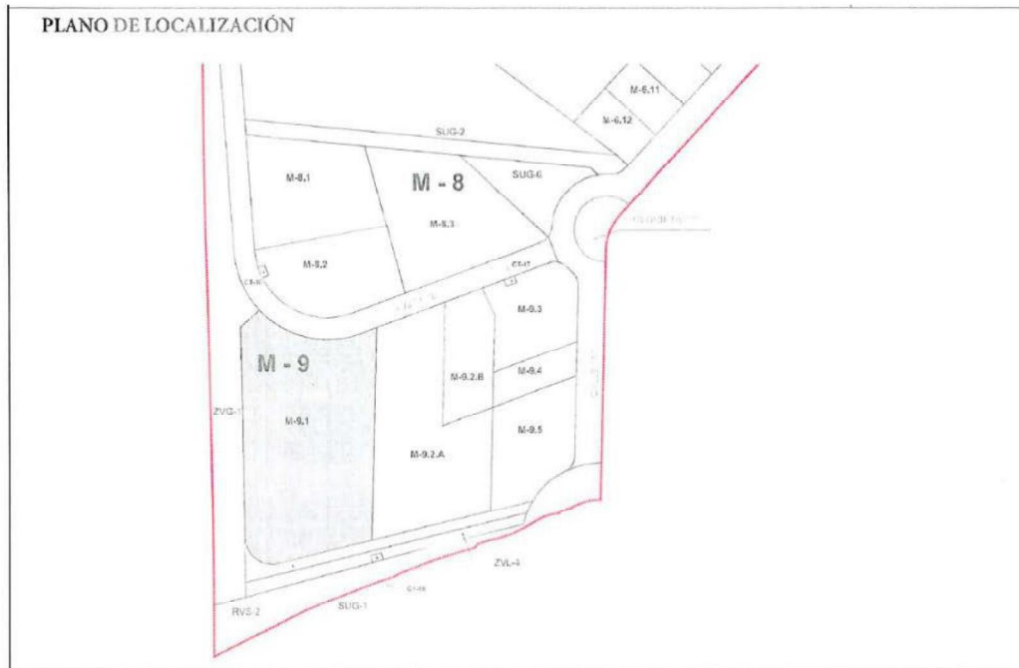 PLANO DE LOCALIZACIÓN
M-6.11
M-6.12
SUG-2
M-8.1
M - 8
SUG-6
M-8.3
M-8.2
CT-17
M-9.3
M - 9
M-9.4
M-9.2.B
ZVG-1
M-9.1
M-9.5
M-9.2.A
ZVL-4
RVS-2
SUG-1